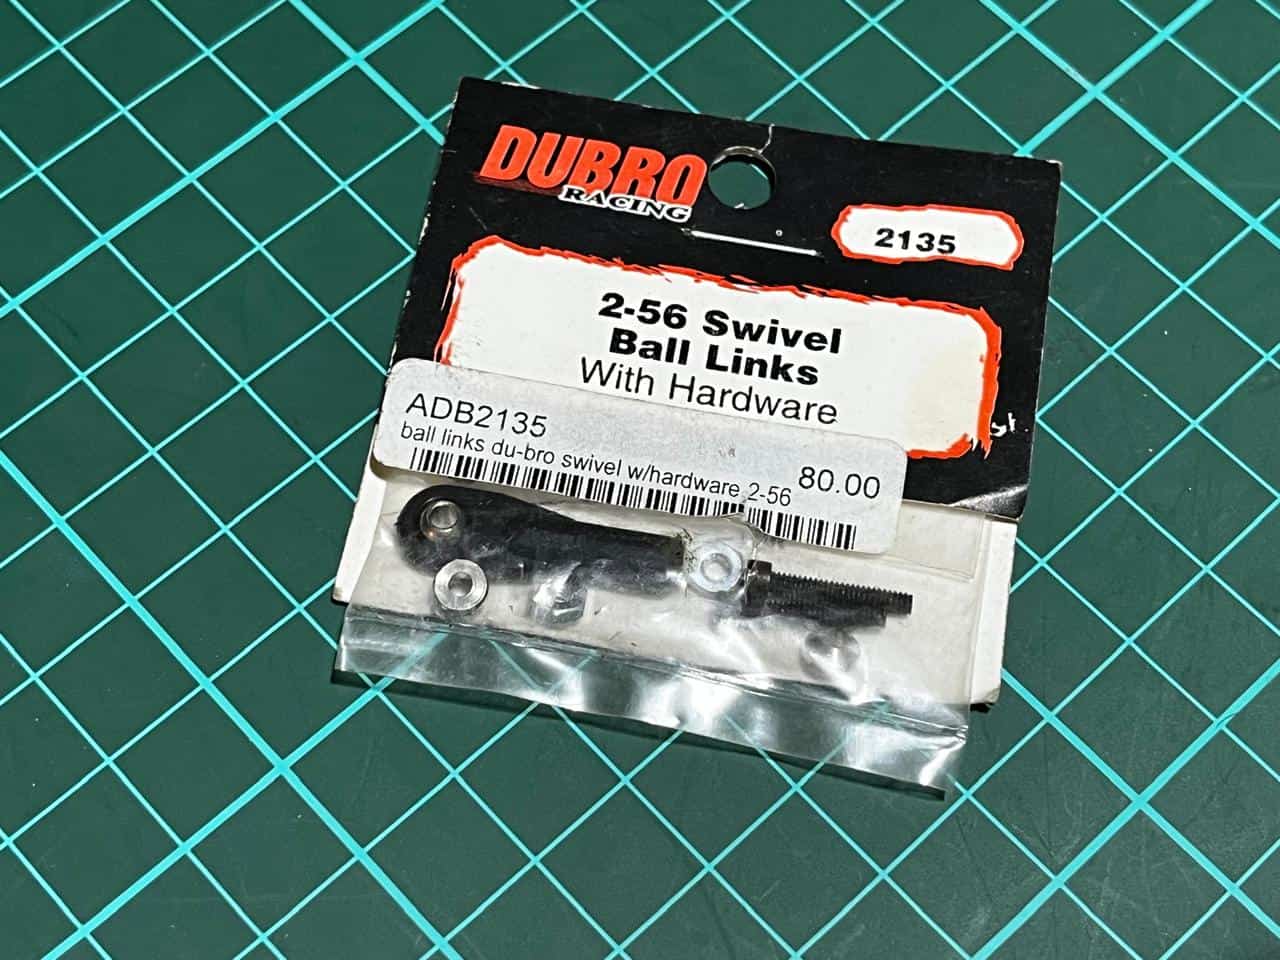 DUBRO
RACING
2135
2-56 Swivel
Ball Links
With Hardware
ADB2135
ball links du-bro swivel w/hardware 2-56
80.00